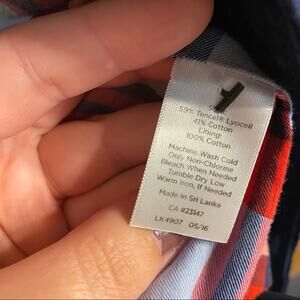 59% Tencel® Lyocell
41% Cotton
Lining:
100% Cotton
Machine Wash Cold
Only Non-Chlorine
Bleach When Needed
Tumble Dry Low
Warm Iron, If Needed
Made in Sri Lanka
CA #23147
LK4907 05/16